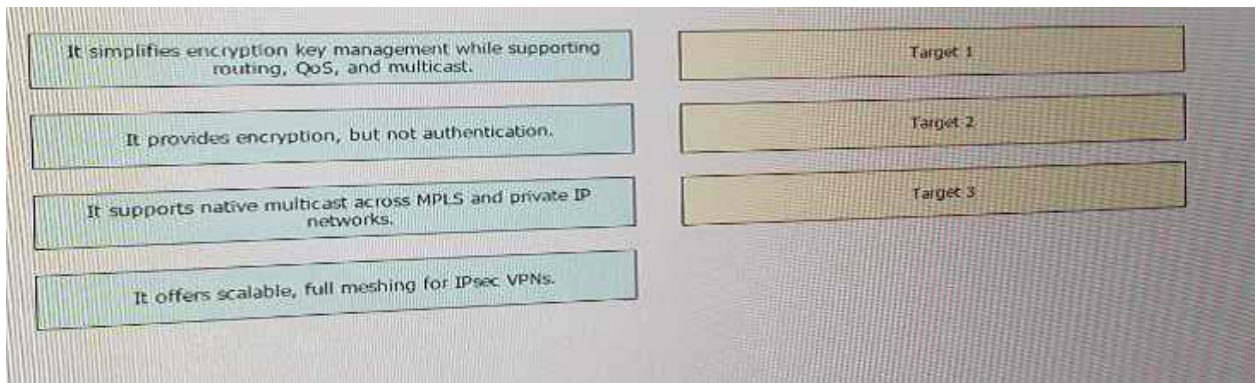 It simplifies encryption key management while supporting
routing, QoS, and multicast.
Target 1
It provides encryption, but not authentication.
Target 2
It supports native multicast across MPLS and private IP
networks.
Target 3
It offers scalable, full meshing for IPsec VPNs.